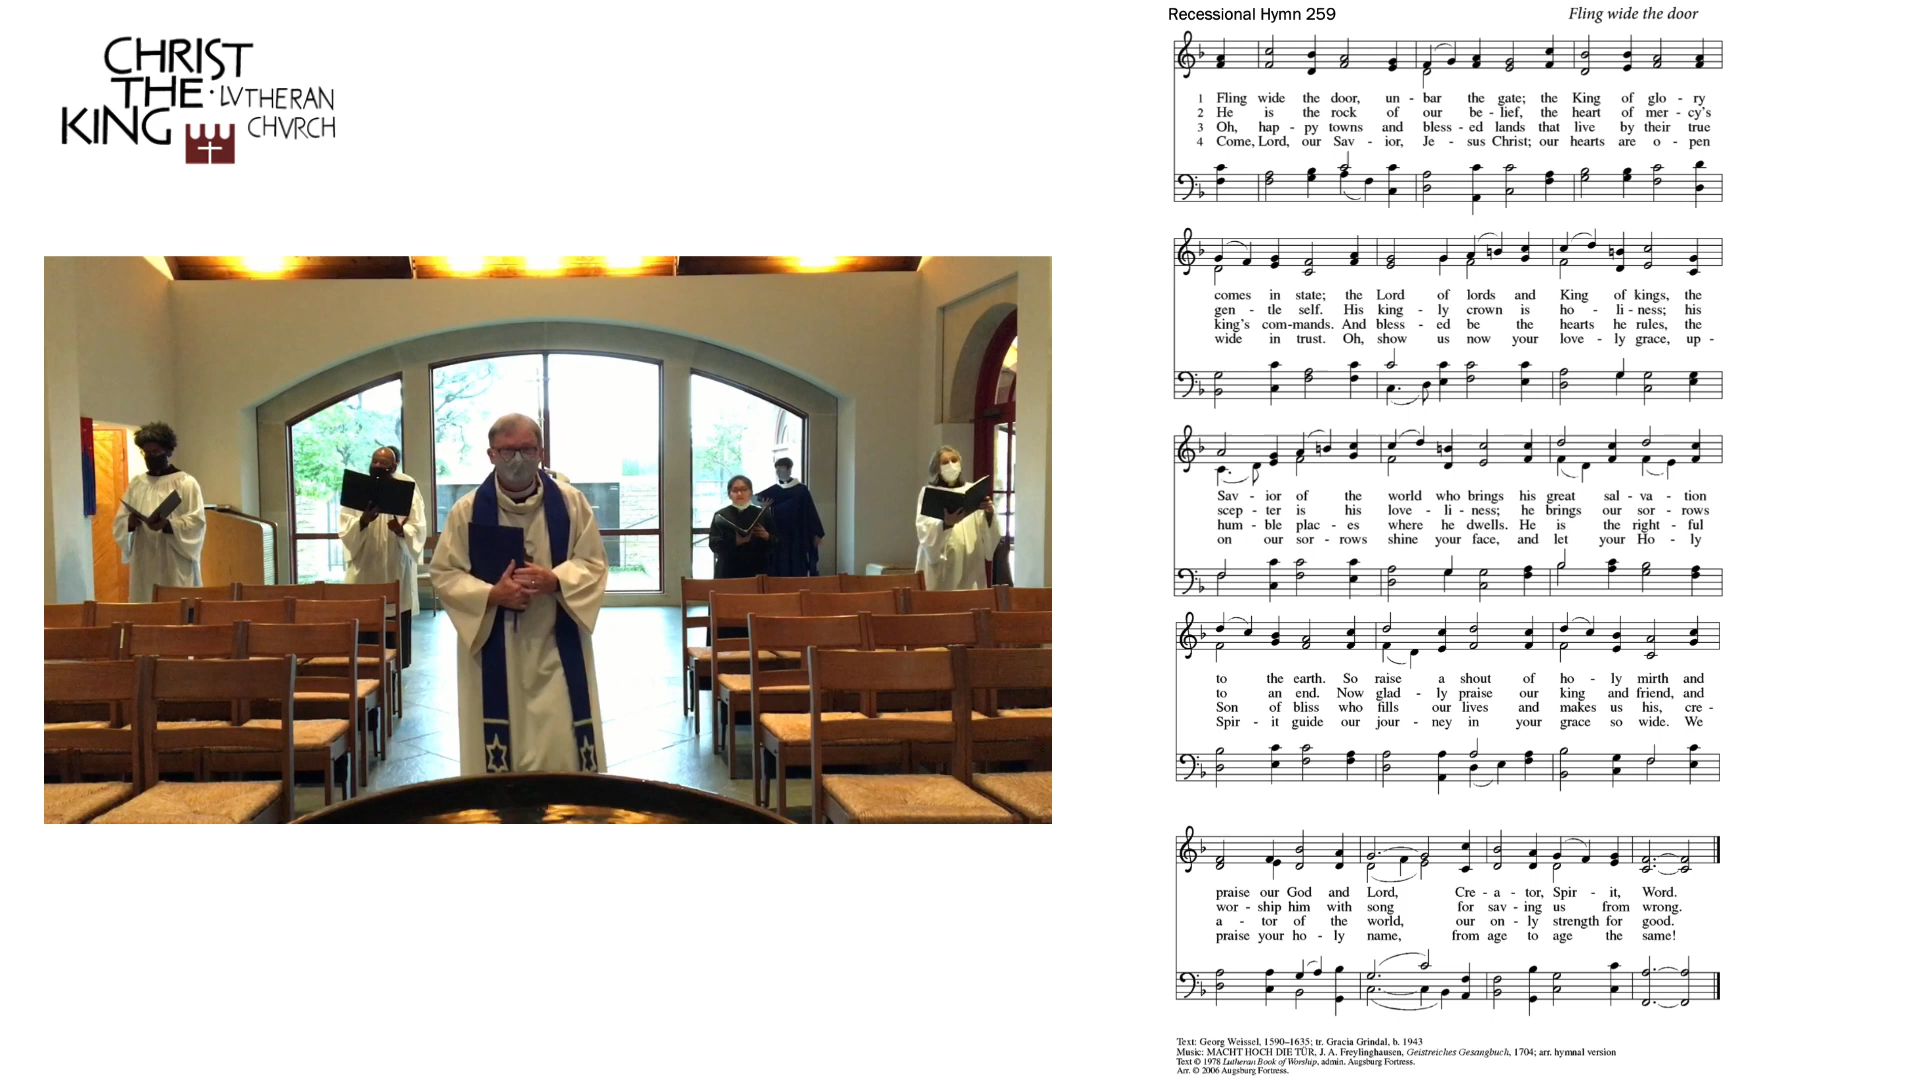 CHRIST
THE · LVTHERAN
KING CHVRCH
Recessional Hymn 259
Fling wide the door
1 Fling wide the door, un - bar the gate; the King of glo - ry
2 He is the rock of our be - lief, the heart of mer - cy's
3 Oh, hap - py towns and bless - ed lands that live by their true
4 Come, Lord, our Sav - ior, Je - sus Christ; our hearts are o - pen
comes in state; the Lord of lords and King of kings, the
gen - tle self. His king - ly crown is ho - li - ness; his
king's com-mands. And bless - ed be the hearts he rules, the
wide in trust. Oh, show us now your love - ly grace, up -
Sav - ior of the world who brings his great sal - va - tion
scep - ter is his love - li - ness; he brings our sor - rows
hum - ble plac - es where he dwells. He is the right - ful
on our sor - rows shine your face, and let your Ho - ly
to the earth. So raise a shout of ho - ly mirth and
to an end. Now glad - ly praise our king and friend, and
Son of bliss who fills our lives and makes us his, cre -
Spir - it guide our jour - ney in your grace so wide. We
praise our God and Lord, Cre - a - tor, Spir - it, Word.
wor - ship him with song for sav - ing us from wrong.
a - tor of the world, our on - ly strength for good.
praise your ho - ly name, from age to age the same!
Text: Georg Weissel, 1590–1635; tr. Gracia Grindal, b. 1943
Music: MACHT HOCH DIE TÜR, J. A. Freylinghausen, Geistreiches Gesangbuch, 1704; arr. hymnal version
Text © 1978 Lutheran Book of Worship, admin. Augsburg Fortress.
Arr. © 2006 Augsburg Fortress.